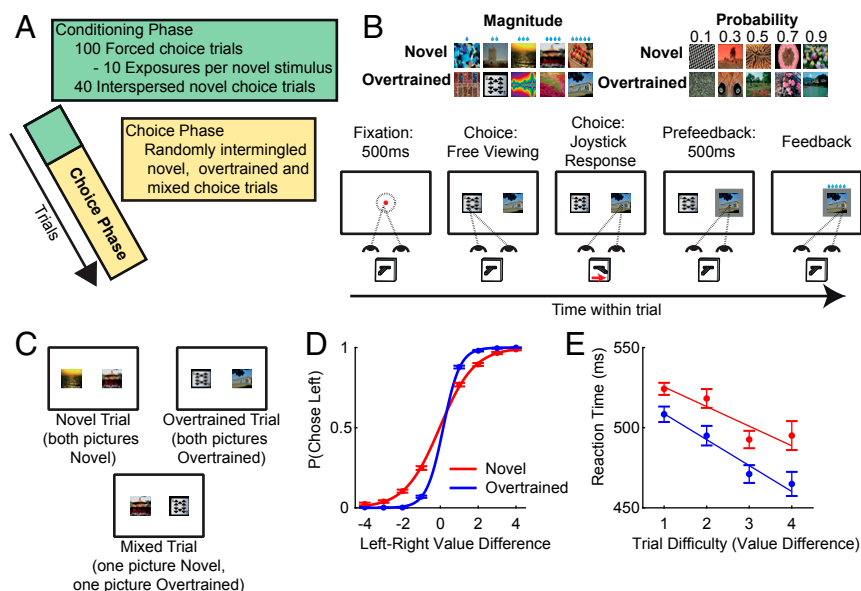 A
Conditioning Phase
100 Forced choice trials
- 10 Exposures per novel stimulus
40 Interspersed novel choice trials
Choice Phase
Randomly intermingled
novel, overtrained and
mixed choice trials
Choice Phase
Trials
B
Magnitude
Novel
Overtrained
Probability
0.1 0.3 0.5 0.7 0.9
Novel
Overtrained
Fixation:
500ms
Choice:
Free Viewing
Choice:
Joystick
Response
Prefeedback:
500ms
Feedback
Time within trial
C
Novel Trial
(both pictures
Novel)
Overtrained Trial
(both pictures
Overtrained)
Mixed Trial
(one picture Novel,
one picture Overtrained)
D
P(Chose Left)
1
0.5
0
Novel
Overtrained
-4 -2 0 2 4
Left-Right Value Difference
E
Reaction Time (ms)
550
500
450
1 2 3 4
Trial Difficulty (Value Difference)